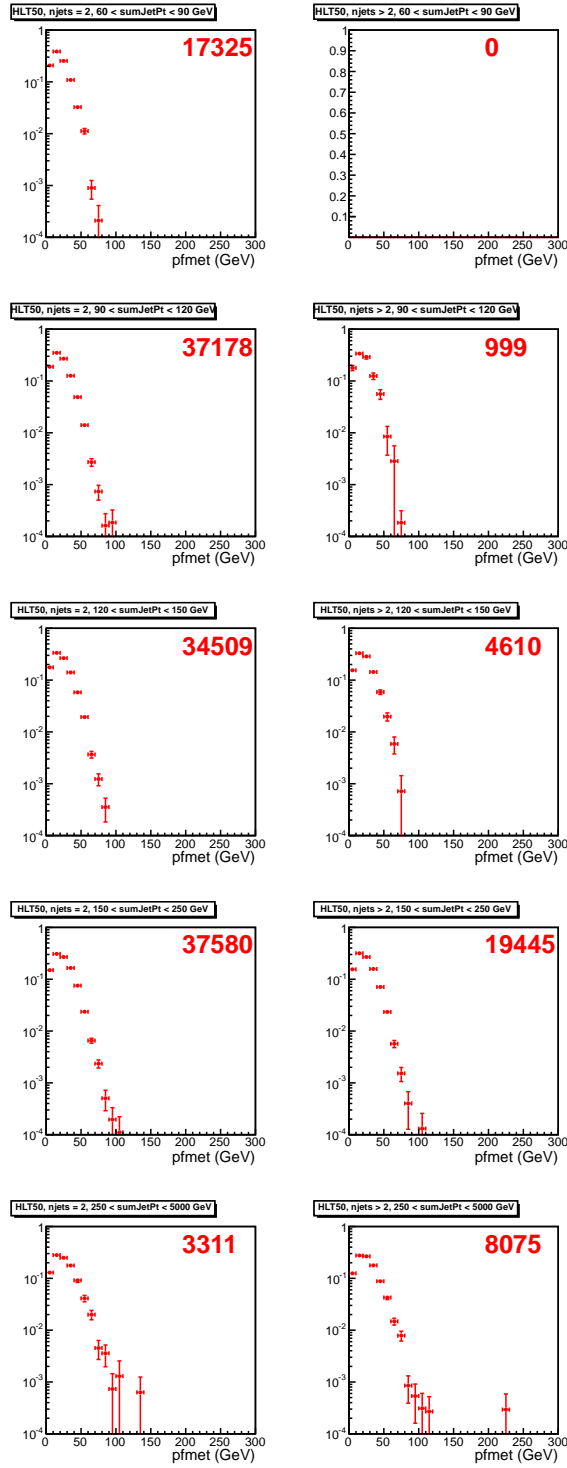 HLT50, njets = 2, 60 < sumJetPt < 90 GeV
17325
1
10^-1
10^-2
10^-3
10^-4
0 50 100 150 200 250 300
pfmet (GeV)
HLT50, njets > 2, 60 < sumJetPt < 90 GeV
0
1
0.9
0.8
0.7
0.6
0.5
0.4
0.3
0.2
0.1
0 50 100 150 200 250 300
pfmet (GeV)
HLT50, njets = 2, 90 < sumJetPt < 120 GeV
37178
1
10^-1
10^-2
10^-3
10^-4
0 50 100 150 200 250 300
pfmet (GeV)
HLT50, njets > 2, 90 < sumJetPt < 120 GeV
999
1
10^-1
10^-2
10^-3
10^-4
0 50 100 150 200 250 300
pfmet (GeV)
HLT50, njets = 2, 120 < sumJetPt < 150 GeV
34509
1
10^-1
10^-2
10^-3
10^-4
0 50 100 150 200 250 300
pfmet (GeV)
HLT50, njets > 2, 120 < sumJetPt < 150 GeV
4610
1
10^-1
10^-2
10^-3
10^-4
0 50 100 150 200 250 300
pfmet (GeV)
HLT50, njets = 2, 150 < sumJetPt < 250 GeV
37580
1
10^-1
10^-2
10^-3
10^-4
0 50 100 150 200 250 300
pfmet (GeV)
HLT50, njets > 2, 150 < sumJetPt < 250 GeV
19445
1
10^-1
10^-2
10^-3
10^-4
0 50 100 150 200 250 300
pfmet (GeV)
HLT50, njets = 2, 250 < sumJetPt < 5000 GeV
3311
1
10^-1
10^-2
10^-3
10^-4
0 50 100 150 200 250 300
pfmet (GeV)
HLT50, njets > 2, 250 < sumJetPt < 5000 GeV
8075
1
10^-1
10^-2
10^-3
10^-4
0 50 100 150 200 250 300
pfmet (GeV)